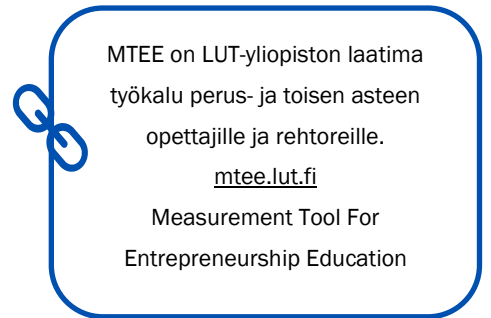 MTEE on LUT-yliopiston laatima
työkalu perus- ja toisen asteen
opettajille ja rehtoreille.
mtee.lut.fi
Measurement Tool For
Entrepreneurship Education